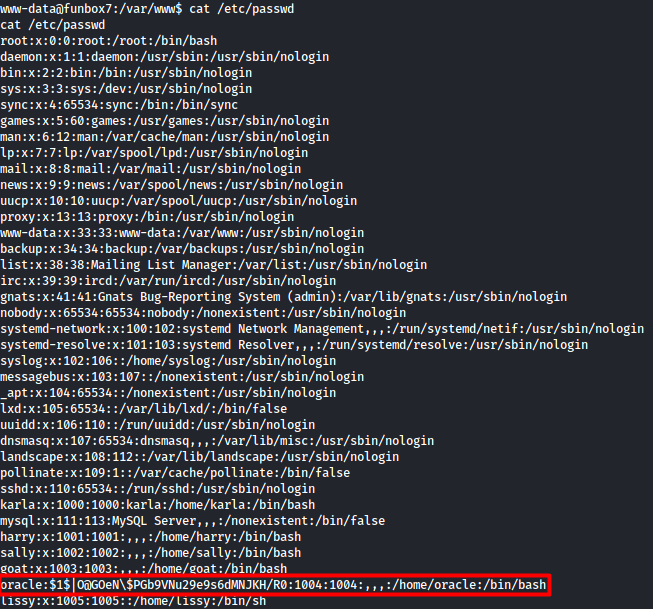 www-data@funbox7:/var/www$ cat /etc/passwd
cat /etc/passwd
root:x:0:0:root:/root:/bin/bash
daemon:x:1:1:daemon:/usr/sbin:/usr/sbin/nologin
bin:x:2:2:bin:/bin:/usr/sbin/nologin
sys:x:3:3:sys:/dev:/usr/sbin/nologin
sync:x:4:65534:sync:/bin:/bin/sync
games:x:5:60:games:/usr/games:/usr/sbin/nologin
man:x:6:12:man:/var/cache/man:/usr/sbin/nologin
lp:x:7:7:lp:/var/spool/lpd:/usr/sbin/nologin
mail:x:8:8:mail:/var/mail:/usr/sbin/nologin
news:x:9:9:news:/var/spool/news:/usr/sbin/nologin
uucp:x:10:10:uucp:/var/spool/uucp:/usr/sbin/nologin
proxy:x:13:13:proxy:/bin:/usr/sbin/nologin
www-data:x:33:33:www-data:/var/www:/usr/sbin/nologin
backup:x:34:34:backup:/var/backups:/usr/sbin/nologin
list:x:38:38:Mailing List Manager:/var/list:/usr/sbin/nologin
irc:x:39:39:ircd:/var/run/ircd:/usr/sbin/nologin
gnats:x:41:41:Gnats Bug-Reporting System (admin):/var/lib/gnats:/usr/sbin/nologin
nobody:x:65534:65534:nobody:/nonexistent:/usr/sbin/nologin
systemd-network:x:100:102:systemd Network Management,,,:/run/systemd/netif:/usr/sbin/nologin
systemd-resolve:x:101:103:systemd Resolver,,,:/run/systemd/resolve:/usr/sbin/nologin
syslog:x:102:106::/home/syslog:/usr/sbin/nologin
messagebus:x:103:107::/nonexistent:/usr/sbin/nologin
_apt:x:104:65534::/nonexistent:/usr/sbin/nologin
lxd:x:105:65534::/var/lib/lxd/:/bin/false
uuidd:x:106:110::/run/uuidd:/usr/sbin/nologin
dnsmasq:x:107:65534:dnsmasq,,,:/var/lib/misc:/usr/sbin/nologin
landscape:x:108:112::/var/lib/landscape:/usr/sbin/nologin
pollinate:x:109:1::/var/cache/pollinate:/bin/false
sshd:x:110:65534::/run/sshd:/usr/sbin/nologin
karla:x:1000:1000:karla:/home/karla:/bin/bash
mysql:x:111:113:MySQL Server,,,:/nonexistent:/bin/false
harry:x:1001:1001:,,,:/home/harry:/bin/bash
sally:x:1002:1002:,,,:/home/sally:/bin/bash
goat:x:1003:1003:,,,:/home/goat:/bin/bash
oracle:$1$|O@GOeN\$PGb9VNu29e9s6dMNJKH/R0:1004:1004:,,,:/home/oracle:/bin/bash
lissy:x:1005:1005::/home/lissy:/bin/sh